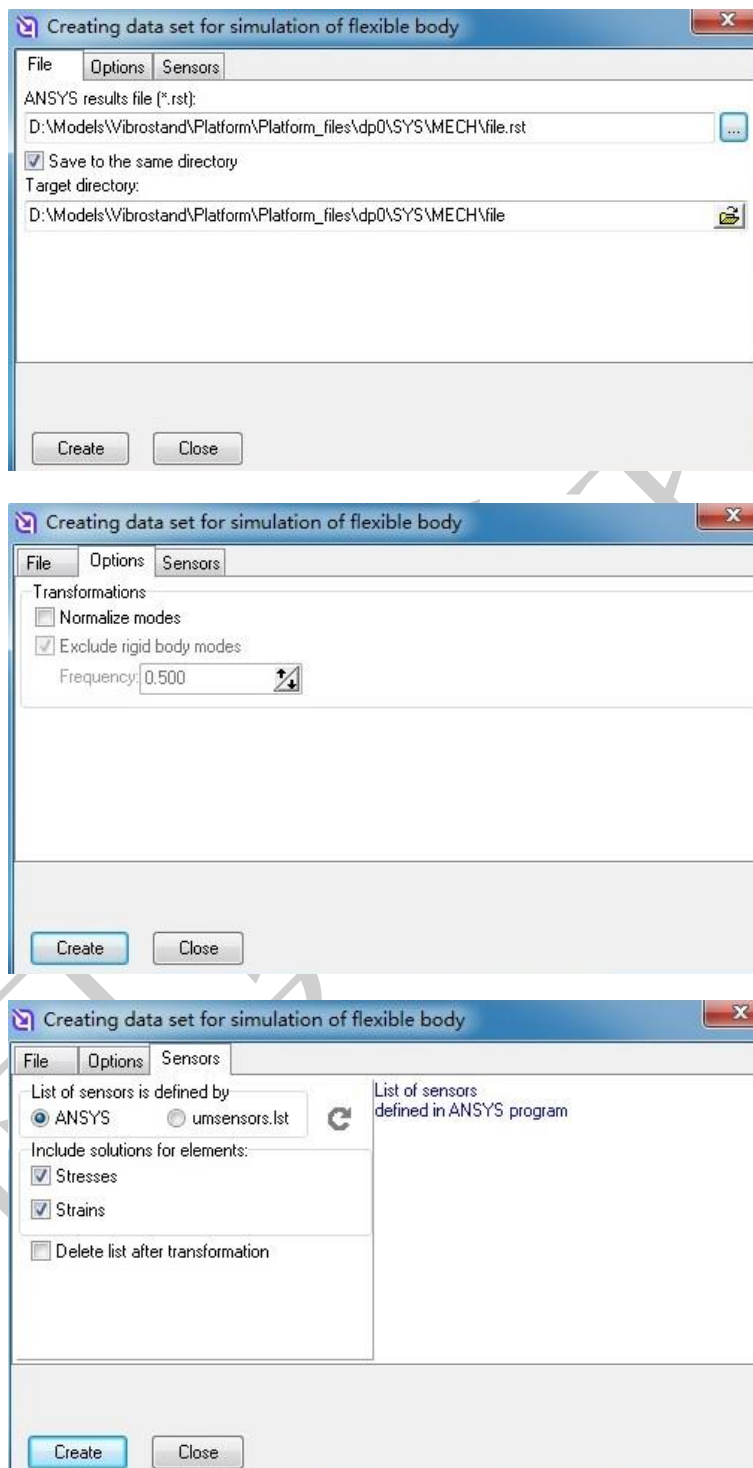 Creating data set for simulation of flexible body
File Options Sensors
ANSYS results file (*.rst):
D:\Models\Vibrostand\Platform\Platform_files\dp0\SYS\MECH\file.rst ...
Save to the same directory
Target directory:
D:\Models\Vibrostand\Platform\Platform_files\dp0\SYS\MECH\file
Create Close
Creating data set for simulation of flexible body
File Options Sensors
Transformations
Normalize modes
Exclude rigid body modes
Frequency: 0.500
Create Close
Creating data set for simulation of flexible body
File Options Sensors
List of sensors is defined by
ANSYS umsensors.lst
Include solutions for elements:
Stresses
Strains
Delete list after transformation
List of sensors
defined in ANSYS program
Create Close